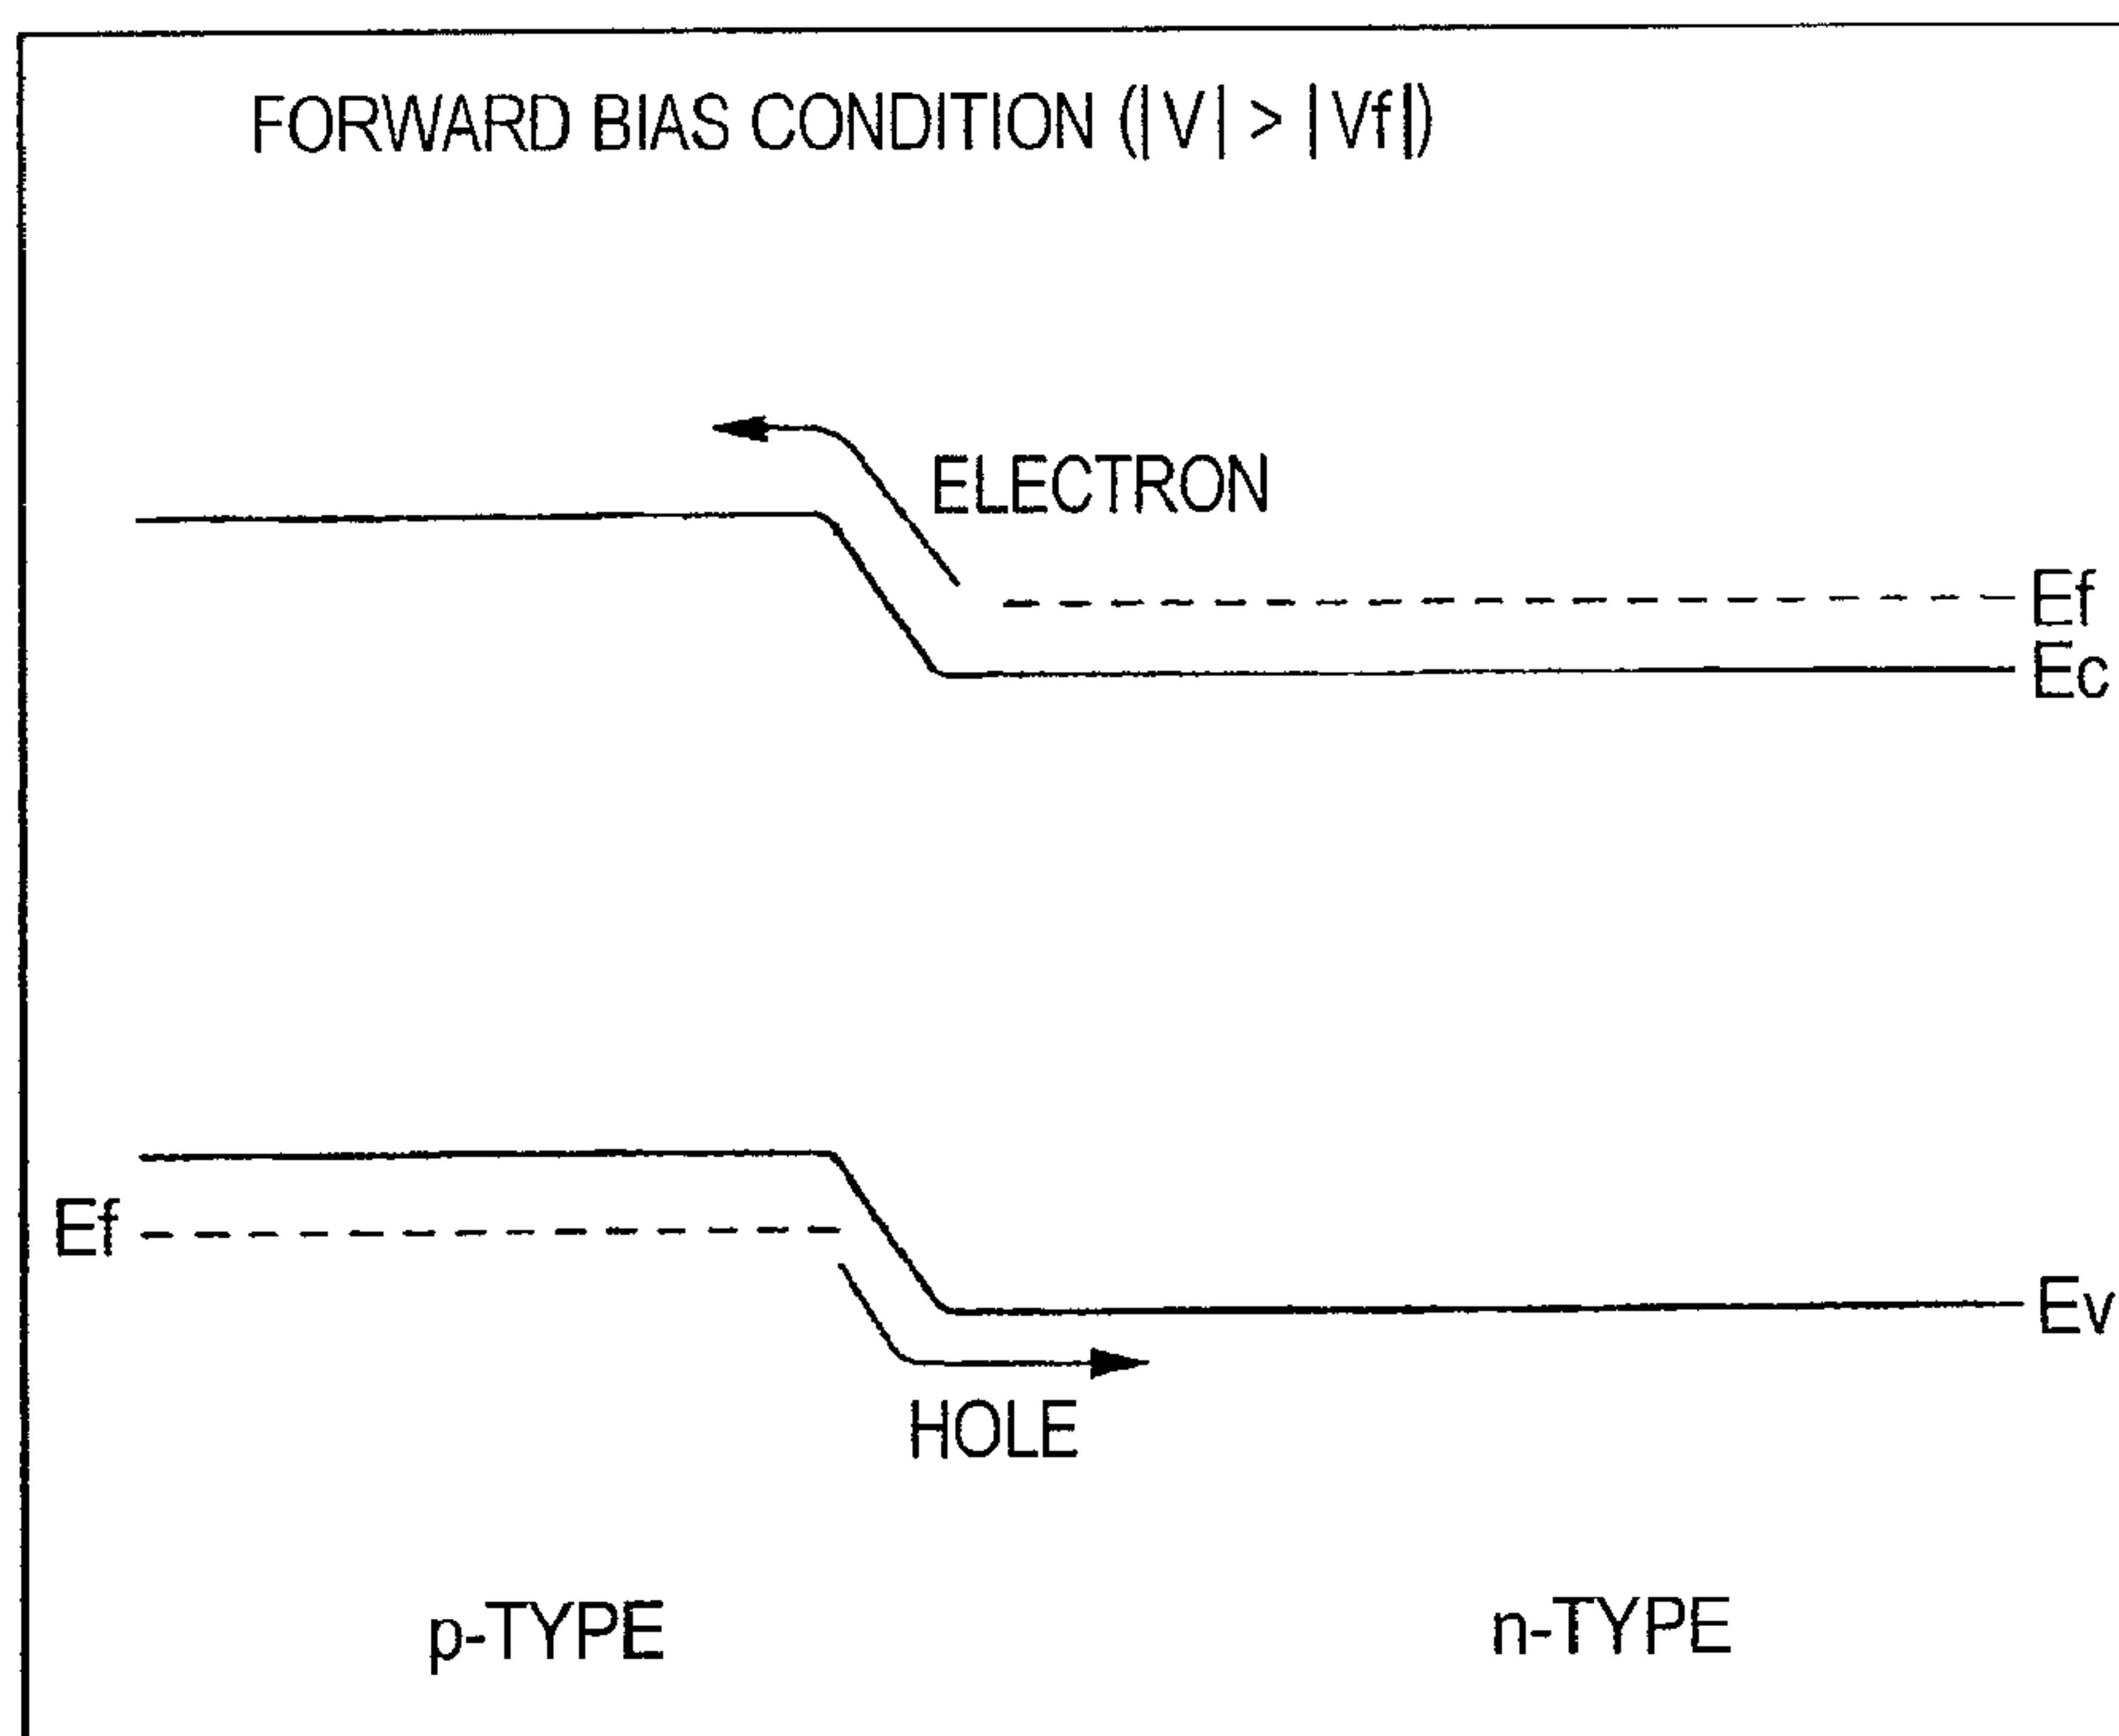 FORWARD BIAS CONDITION (|V| > |Vf|)
ELECTRON
Ef
Ec
Ef
Ev
HOLE
p-TYPE
n-TYPE